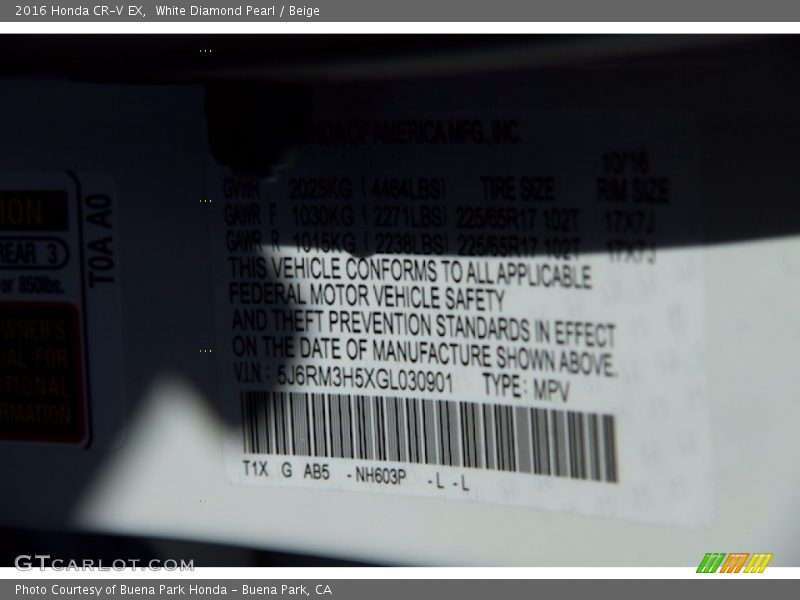 2016 Honda CR-V EX,  White Diamond Pearl / Beige
OF AMERICA MFG., INC.
10/16
GVWR 2025KG ( 4464LBS) TIRE SIZE RIM SIZE
GAWR F 1030KG ( 2271LBS) 225/65R17 102T 17X7J
GAWR R 1015KG ( 2238LBS) 225/65R17 102T 17X7J
THIS VEHICLE CONFORMS TO ALL APPLICABLE
FEDERAL MOTOR VEHICLE SAFETY
AND THEFT PREVENTION STANDARDS IN EFFECT
ON THE DATE OF MANUFACTURE SHOWN ABOVE.
V.I.N.: 5J6RM3H5XGL030901 TYPE: MPV
T1X G AB5 -NH603P -L -L
REAR 3
or 850lbs.
T0A A0
GTCARLOT.COM
Photo Courtesy of Buena Park Honda - Buena Park, CA